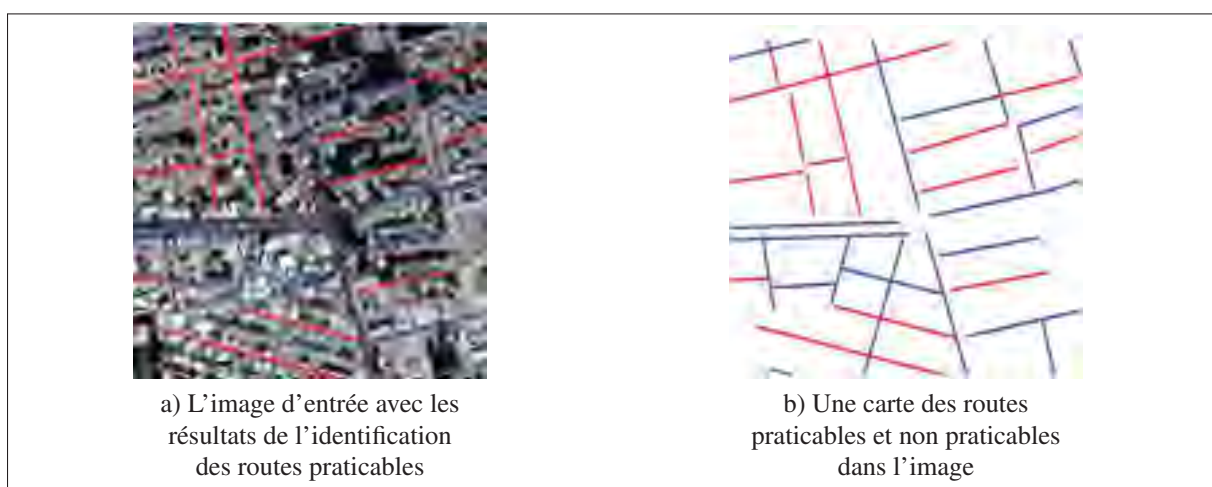 a) L’image d’entrée avec les
résultats de l’identification
des routes praticables
b) Une carte des routes
praticables et non praticables
dans l’image